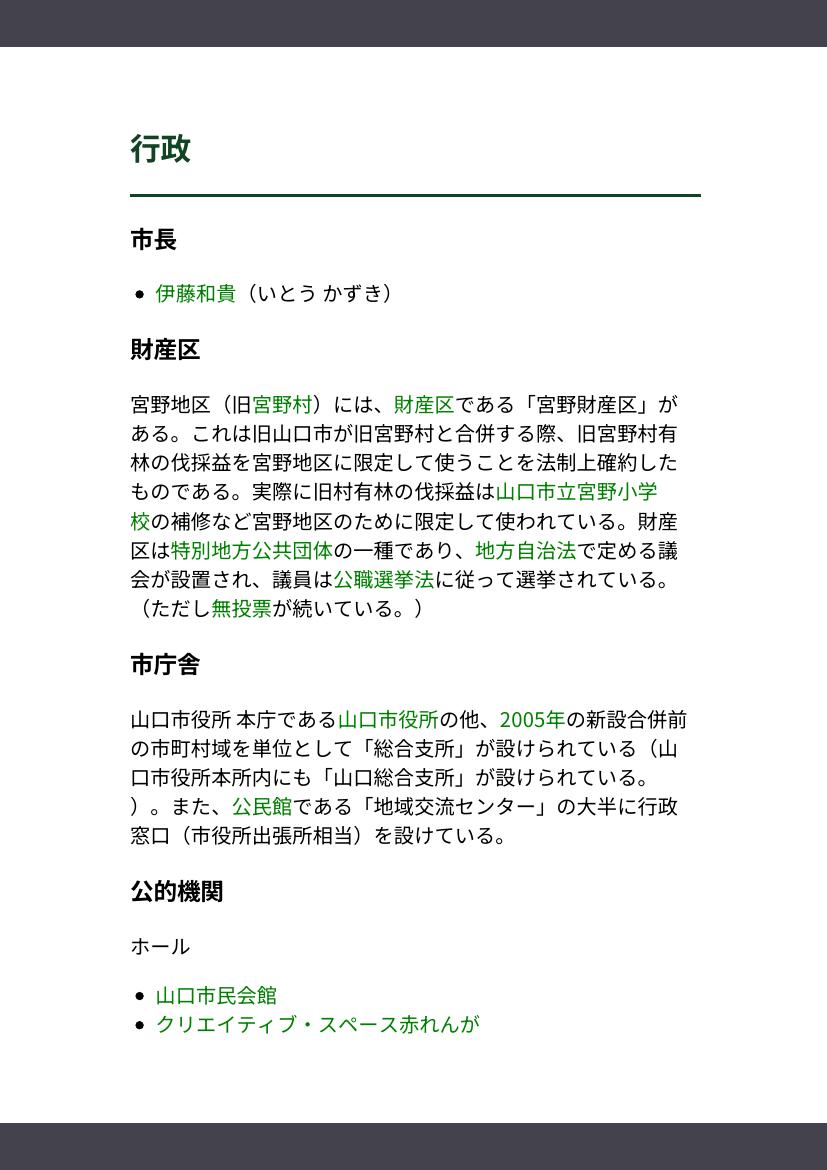 行政
市長
伊藤和貴（いとう かずき）
財産区
宮野地区（旧宮野村）には、財産区である「宮野財産区」が
ある。これは旧山口市が旧宮野村と合併する際、旧宮野村有
林の伐採益を宮野地区に限定して使うことを法制上確約した
ものである。実際に旧村有林の伐採益は山口市立宮野小学
校の補修など宮野地区のために限定して使われている。財産
区は特別地方公共団体の一種であり、地方自治法で定める議
会が設置され、議員は公職選挙法に従って選挙されている。
（ただし無投票が続いている。）
市庁舎
山口市役所 本庁である山口市役所の他、2005年の新設合併前
の市町村域を単位として「総合支所」が設けられている（山
口市役所本所内にも「山口総合支所」が設けられている。
）。また、公民館である「地域交流センター」の大半に行政
窓口（市役所出張所相当）を設けている。
公的機関
ホール
山口市民会館
クリエイティブ・スペース赤れんが